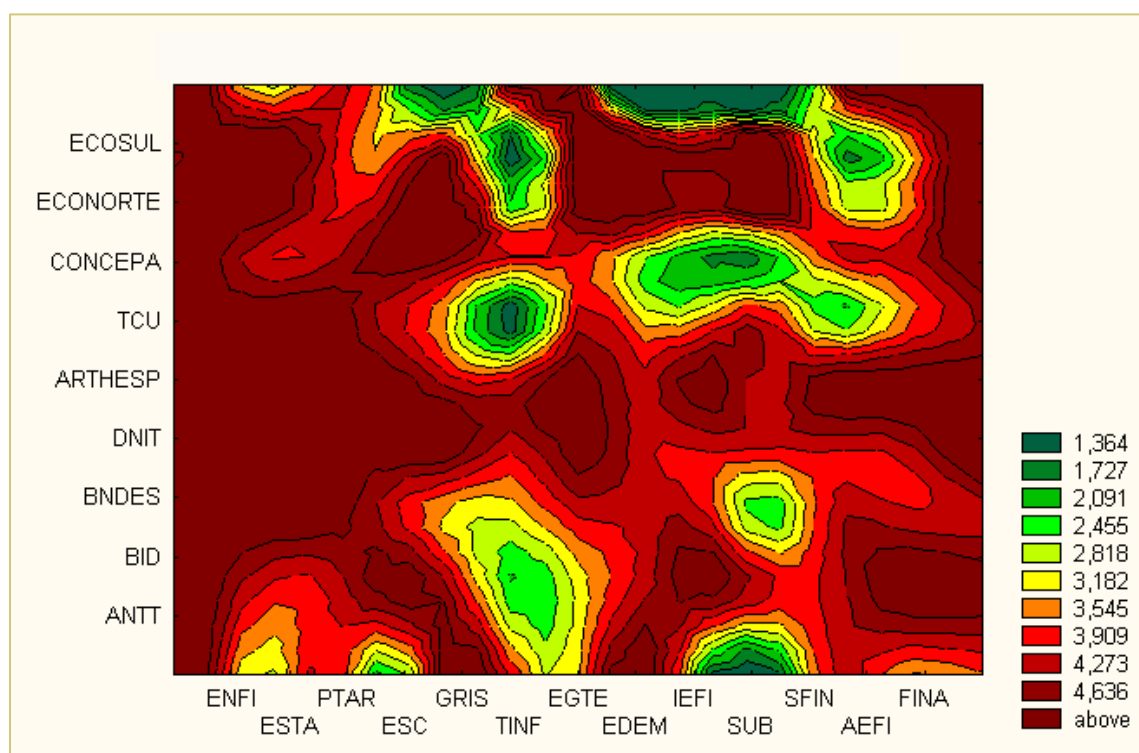 ECOSUL
ECONORTE
CONCEPA
TCU
ARTHESP
DNIT
BNDES
BID
ANTT
1,364
1,727
2,091
2,455
2,818
3,182
3,545
3,909
4,273
4,636
above
ENFI PTAR GRIS EGTE IEFI SFIN FINA
ESTA ESC TINF EDEM SUB AEFI